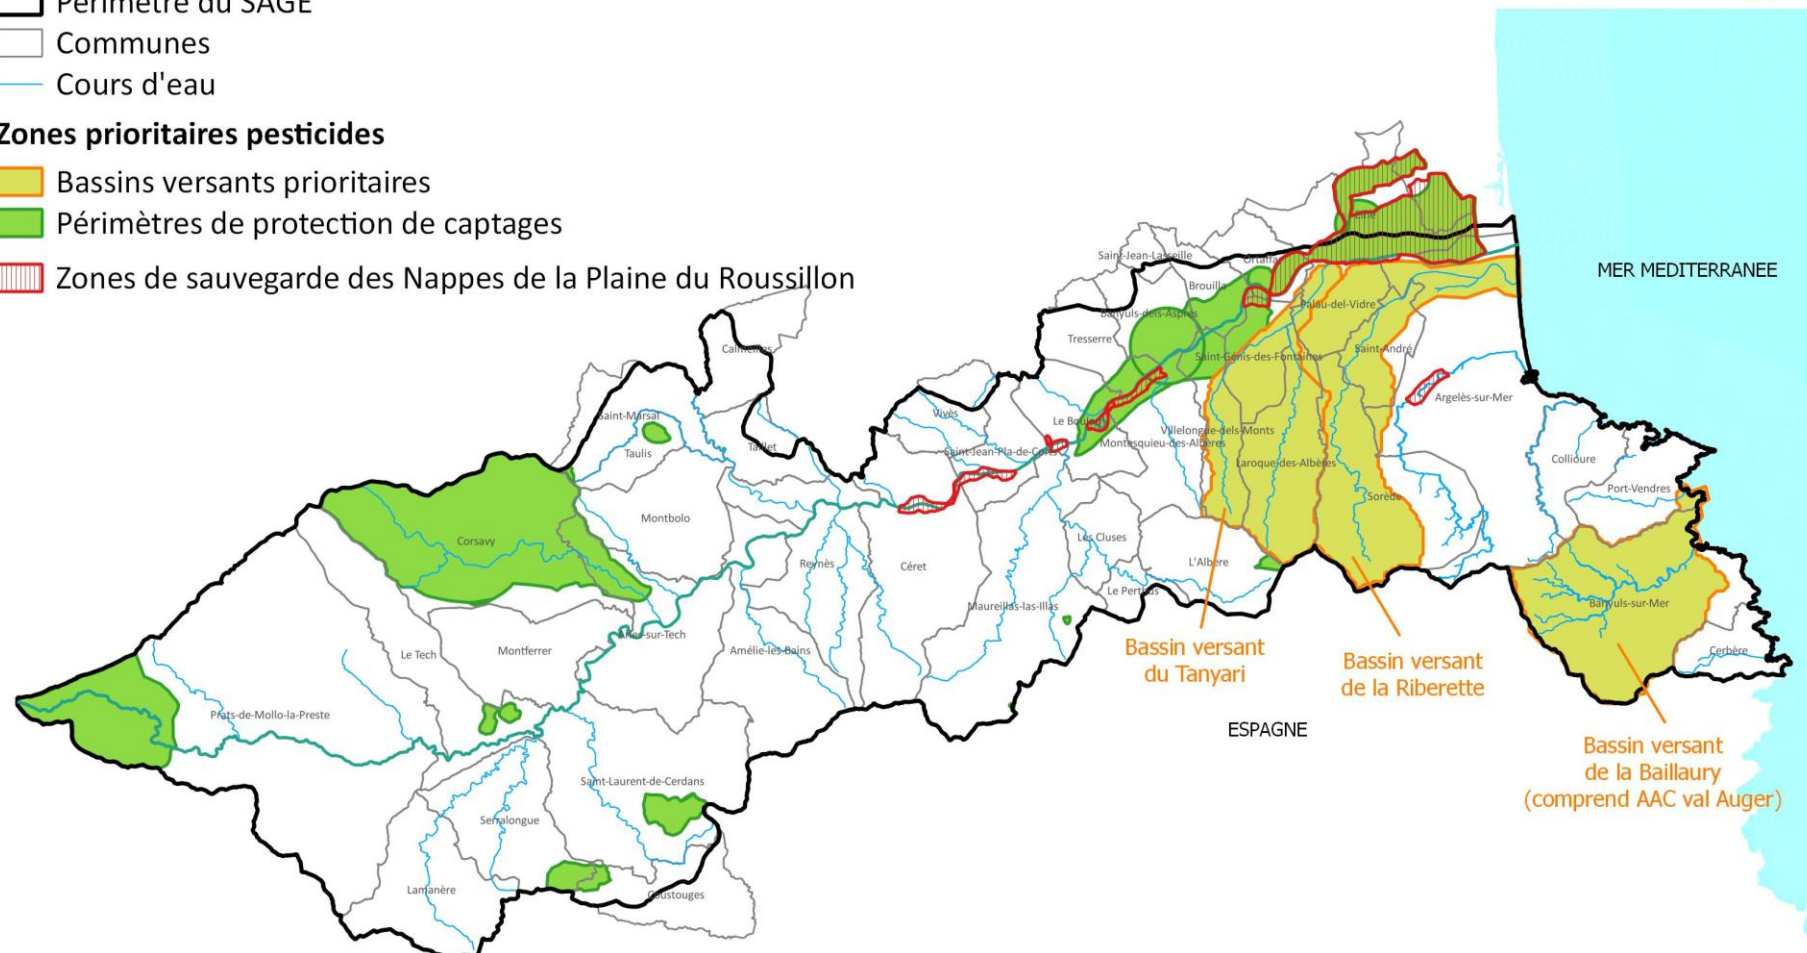 Périmètre du SAGE
Communes
Cours d'eau
Zones prioritaires pesticides
Bassins versants prioritaires
Périmètres de protection de captages
Zones de sauvegarde des Nappes de la Plaine du Roussillon
MER MEDITERRANEE
Elne
Saint-Jean-Lasseille
Ortaffa
Brouilla
Banyuls-dels-Aspres
Palau-del-Vidre
Tresserre
Calmeilles
Saint-Génis-des-Fontaines
Saint-André
Argelès-sur-Mer
Saint-Marsal
Vivès
Le Boulou
Villelongue-dels-Monts
Montesquieu-des-Albères
Taulis
Taillet
Saint-Jean-Pla-de-Corts
Laroque-des-Albères
Collioure
Port-Vendres
Sorède
Montbolo
Corsavy
Les Cluses
Reynès
Céret
L'Albère
Le Perthus
Maureillas-las-Illas
Banyuls-sur-Mer
Arles-sur-Tech
Le Tech
Montferrer
Amélie-les-Bains
Cerbère
Bassin versant
du Tanyari
Bassin versant
de la Riberette
Prats-de-Mollo-la-Preste
ESPAGNE
Bassin versant
de la Baillaury
(comprend AAC val Auger)
Saint-Laurent-de-Cerdans
Serralongue
Lamanère
Coustouges